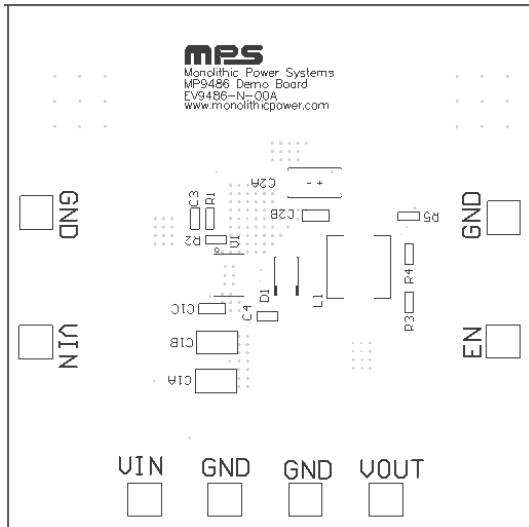 MPS
Monolithic Power Systems
MP9486 Demo Board
EV9486-N-00A
www.monolithicpower.com
C2A
- +
C3
R1
C2B
R5
GND
GND
R2
U1
R4
D1
L1
C1C
C4
R3
VIN
C1B
EN
C1A
VIN GND GND VOUT